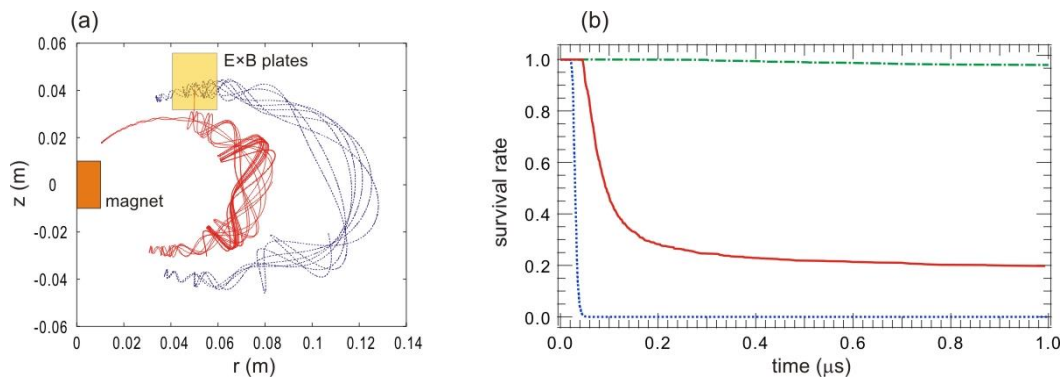 (a)
0.06
0.04
0.02
0
-0.02
-0.04
-0.06
z (m)
E×B plates
magnet
0 0.02 0.04 0.06 0.08 0.1 0.12 0.14
r (m)
(b)
1.0
0.8
0.6
0.4
0.2
0.0
survival rate
0.0 0.2 0.4 0.6 0.8 1.0
time (μs)